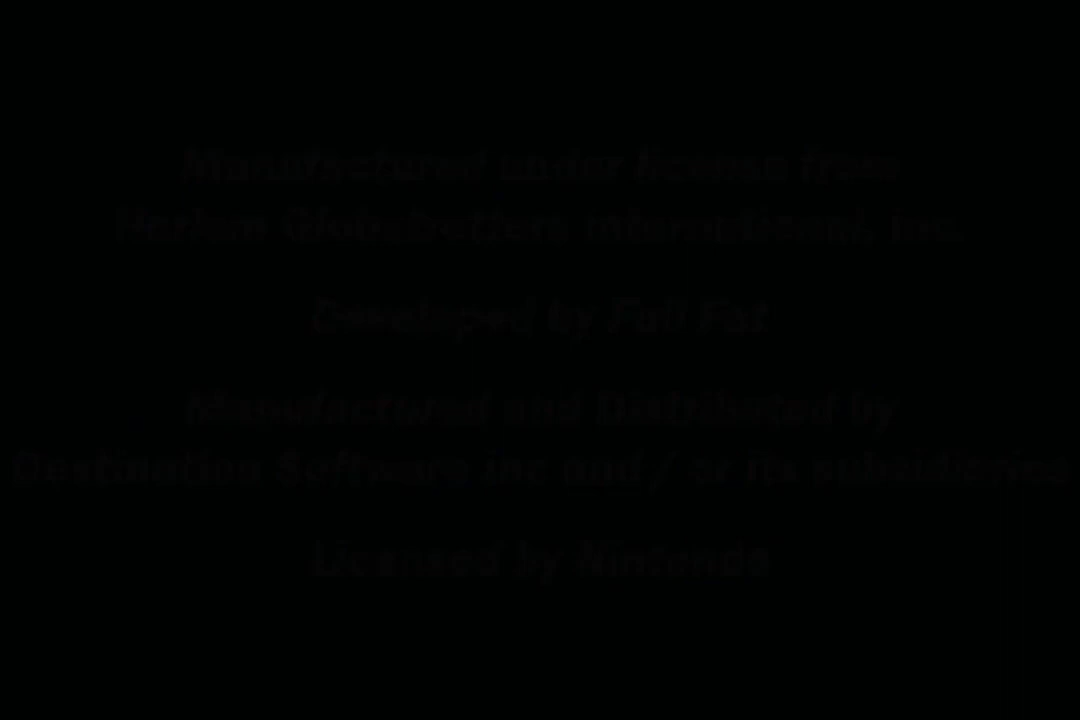 Manufactured under license from
Harlem Globetrotters International, Inc.
Developed by Full Fat
Manufactured and Distributed by
Destination Software Inc and / or its subsidiaries
Licensed by Nintendo